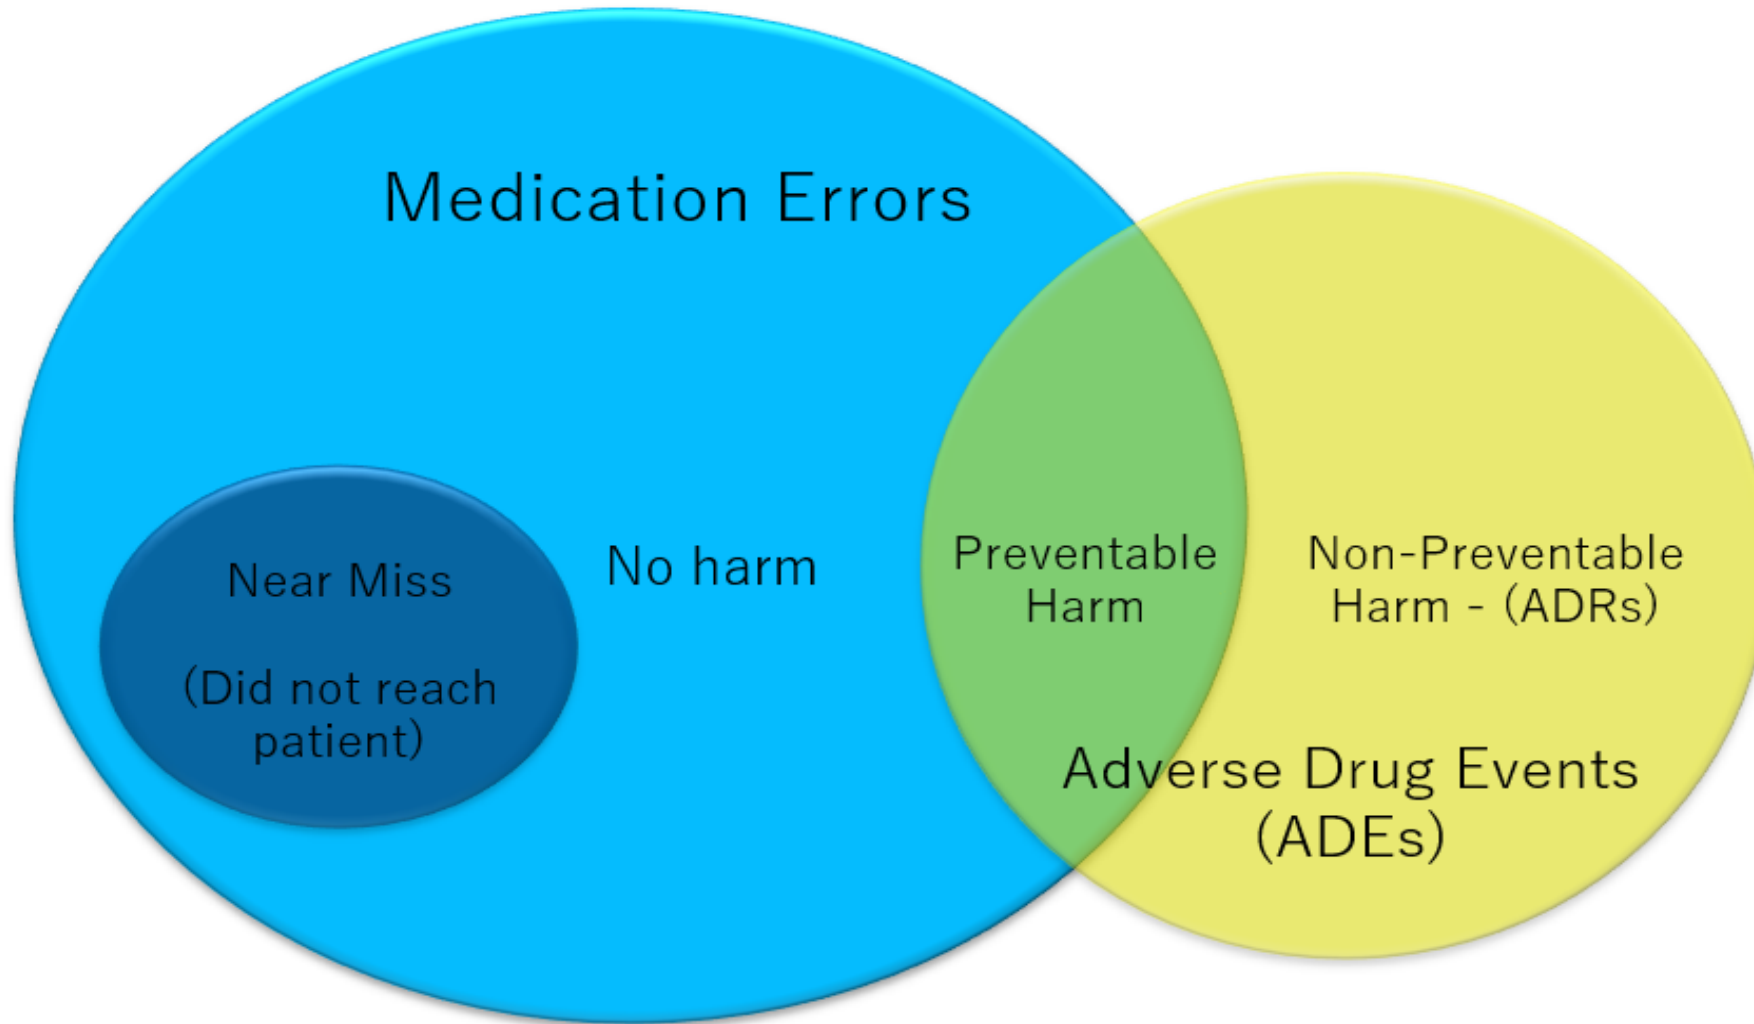 Medication Errors
Near Miss
(Did not reach
patient)
No harm
Preventable
Harm
Non-Preventable
Harm - (ADRs)
Adverse Drug Events
(ADEs)